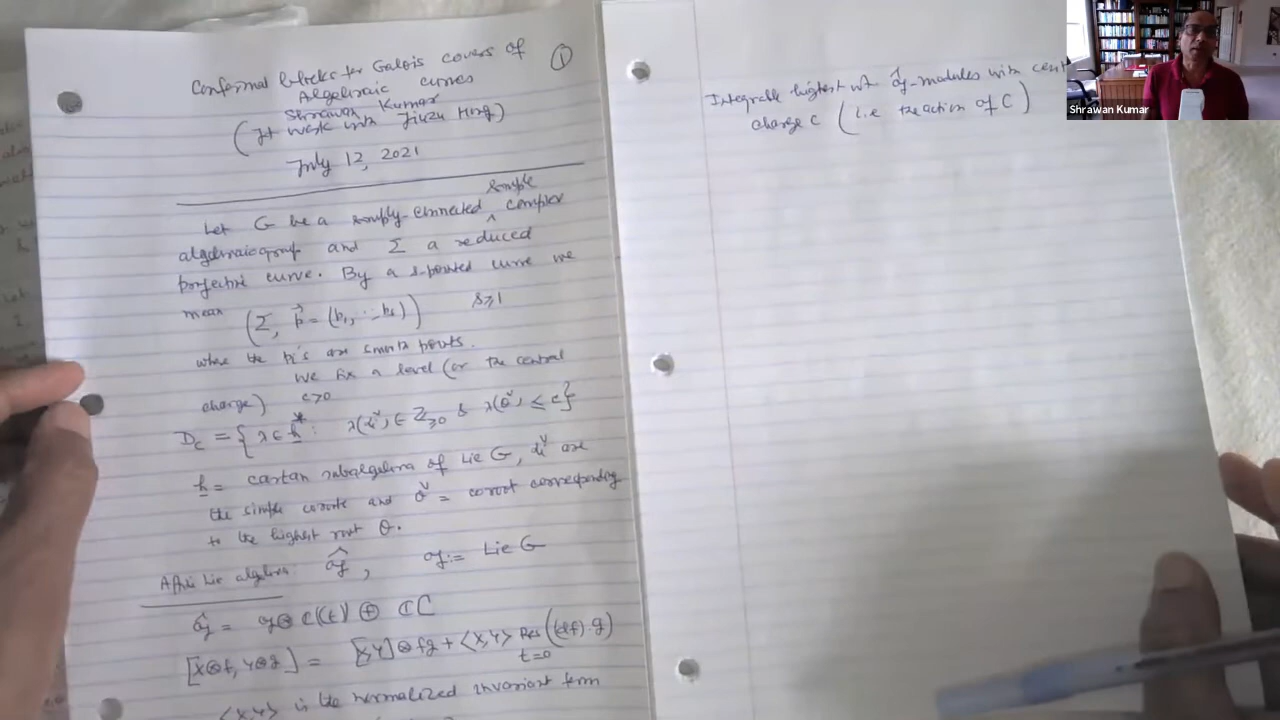 Conformal blocks for Galois covers of ①
Algebraic curves
Shrawan Kumar
(Jt work with Jiuzu Hong)
July 12, 2021
Let G be a simply-connected simple complex
algebraic group and Σ a reduced
projective curve. By a s-pointed curve we
mean (Σ, p⃗ = (p₁, ... pₛ)) s ≥ 1
where the pᵢ's are smooth points.
We fix a level (or the central
charge) c>0
D_c = { λ ∈ h* : λ(αᵢ^∨) ∈ Z≥0 & λ(θ^∨) ≤ c}
h = cartan subalgebra of Lie G, αᵢ^∨ are
the simple coroots and θ^∨ = coroot corresponding
to the highest root θ.
Affine Lie algebra: ĝ, g := Lie G
ĝ = g ⊗ C((t)) ⊕ CC
[x⊗f, y⊗g] = [x,y]⊗fg + <x,y> Res t=0 ((df).g)
<x,y> is the normalized invariant form
Integrable highest wt ĝ-modules with cent
charge c (i.e. the action of C)
Shrawan Kumar